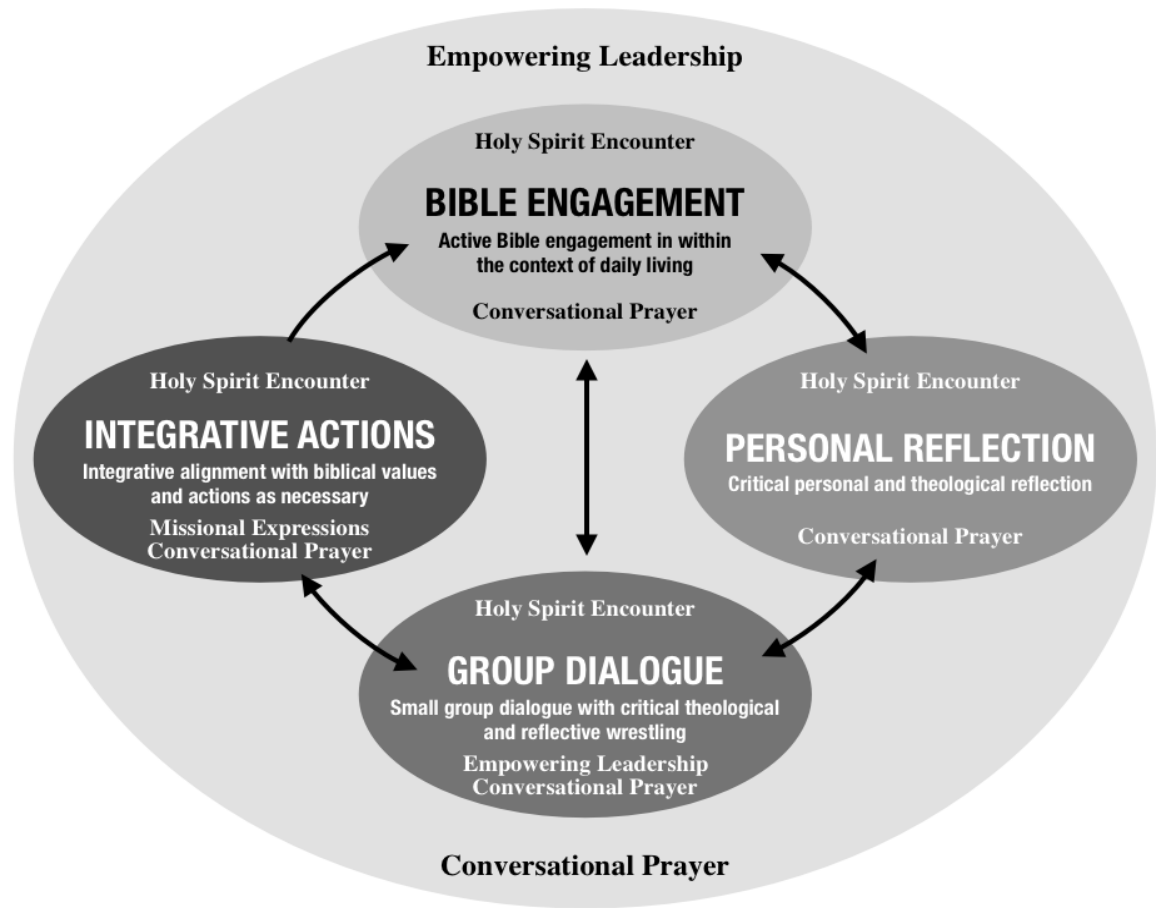 Empowering Leadership
Holy Spirit Encounter
BIBLE ENGAGEMENT
Active Bible engagement in within
the context of daily living
Conversational Prayer
Holy Spirit Encounter
INTEGRATIVE ACTIONS
Integrative alignment with biblical values
and actions as necessary
Missional Expressions
Conversational Prayer
Holy Spirit Encounter
PERSONAL REFLECTION
Critical personal and theological reflection
Conversational Prayer
Holy Spirit Encounter
GROUP DIALOGUE
Small group dialogue with critical theological
and reflective wrestling
Empowering Leadership
Conversational Prayer
Conversational Prayer